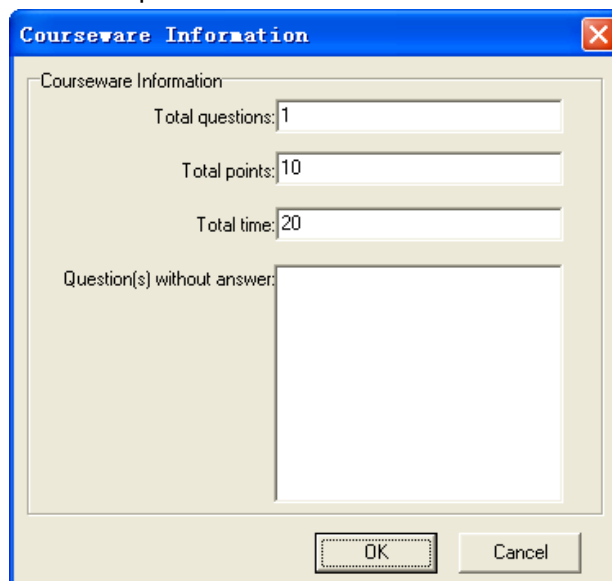 Courseware Information
Courseware Information
Total questions: 1
Total points: 10
Total time: 20
Question(s) without answer:
OK Cancel